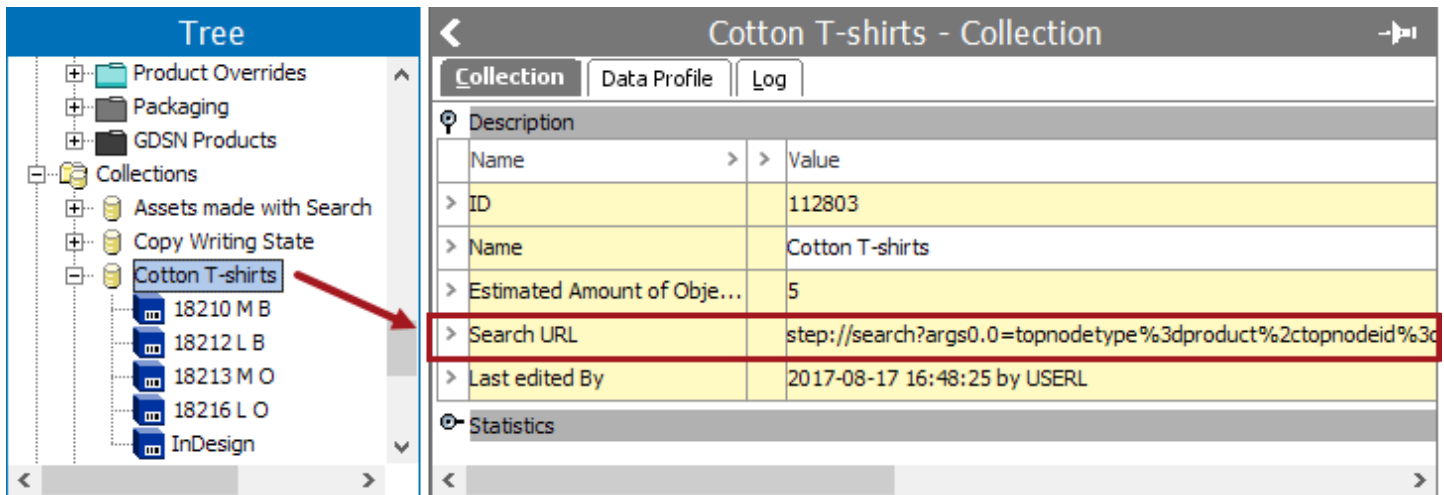 Tree
Product Overrides
Packaging
GDSN Products
Collections
Assets made with Search
Copy Writing State
Cotton T-shirts
18210 M B
18212 L B
18213 M O
18216 L O
InDesign
Cotton T-shirts - Collection
Collection Data Profile Log
Description
Name > > Value
> ID 112803
> Name Cotton T-shirts
> Estimated Amount of Obje... 5
> Search URL step://search?args0.0=topnodetype%3dproduct%2ctopnodeid%3d
> Last edited By 2017-08-17 16:48:25 by USERL
Statistics